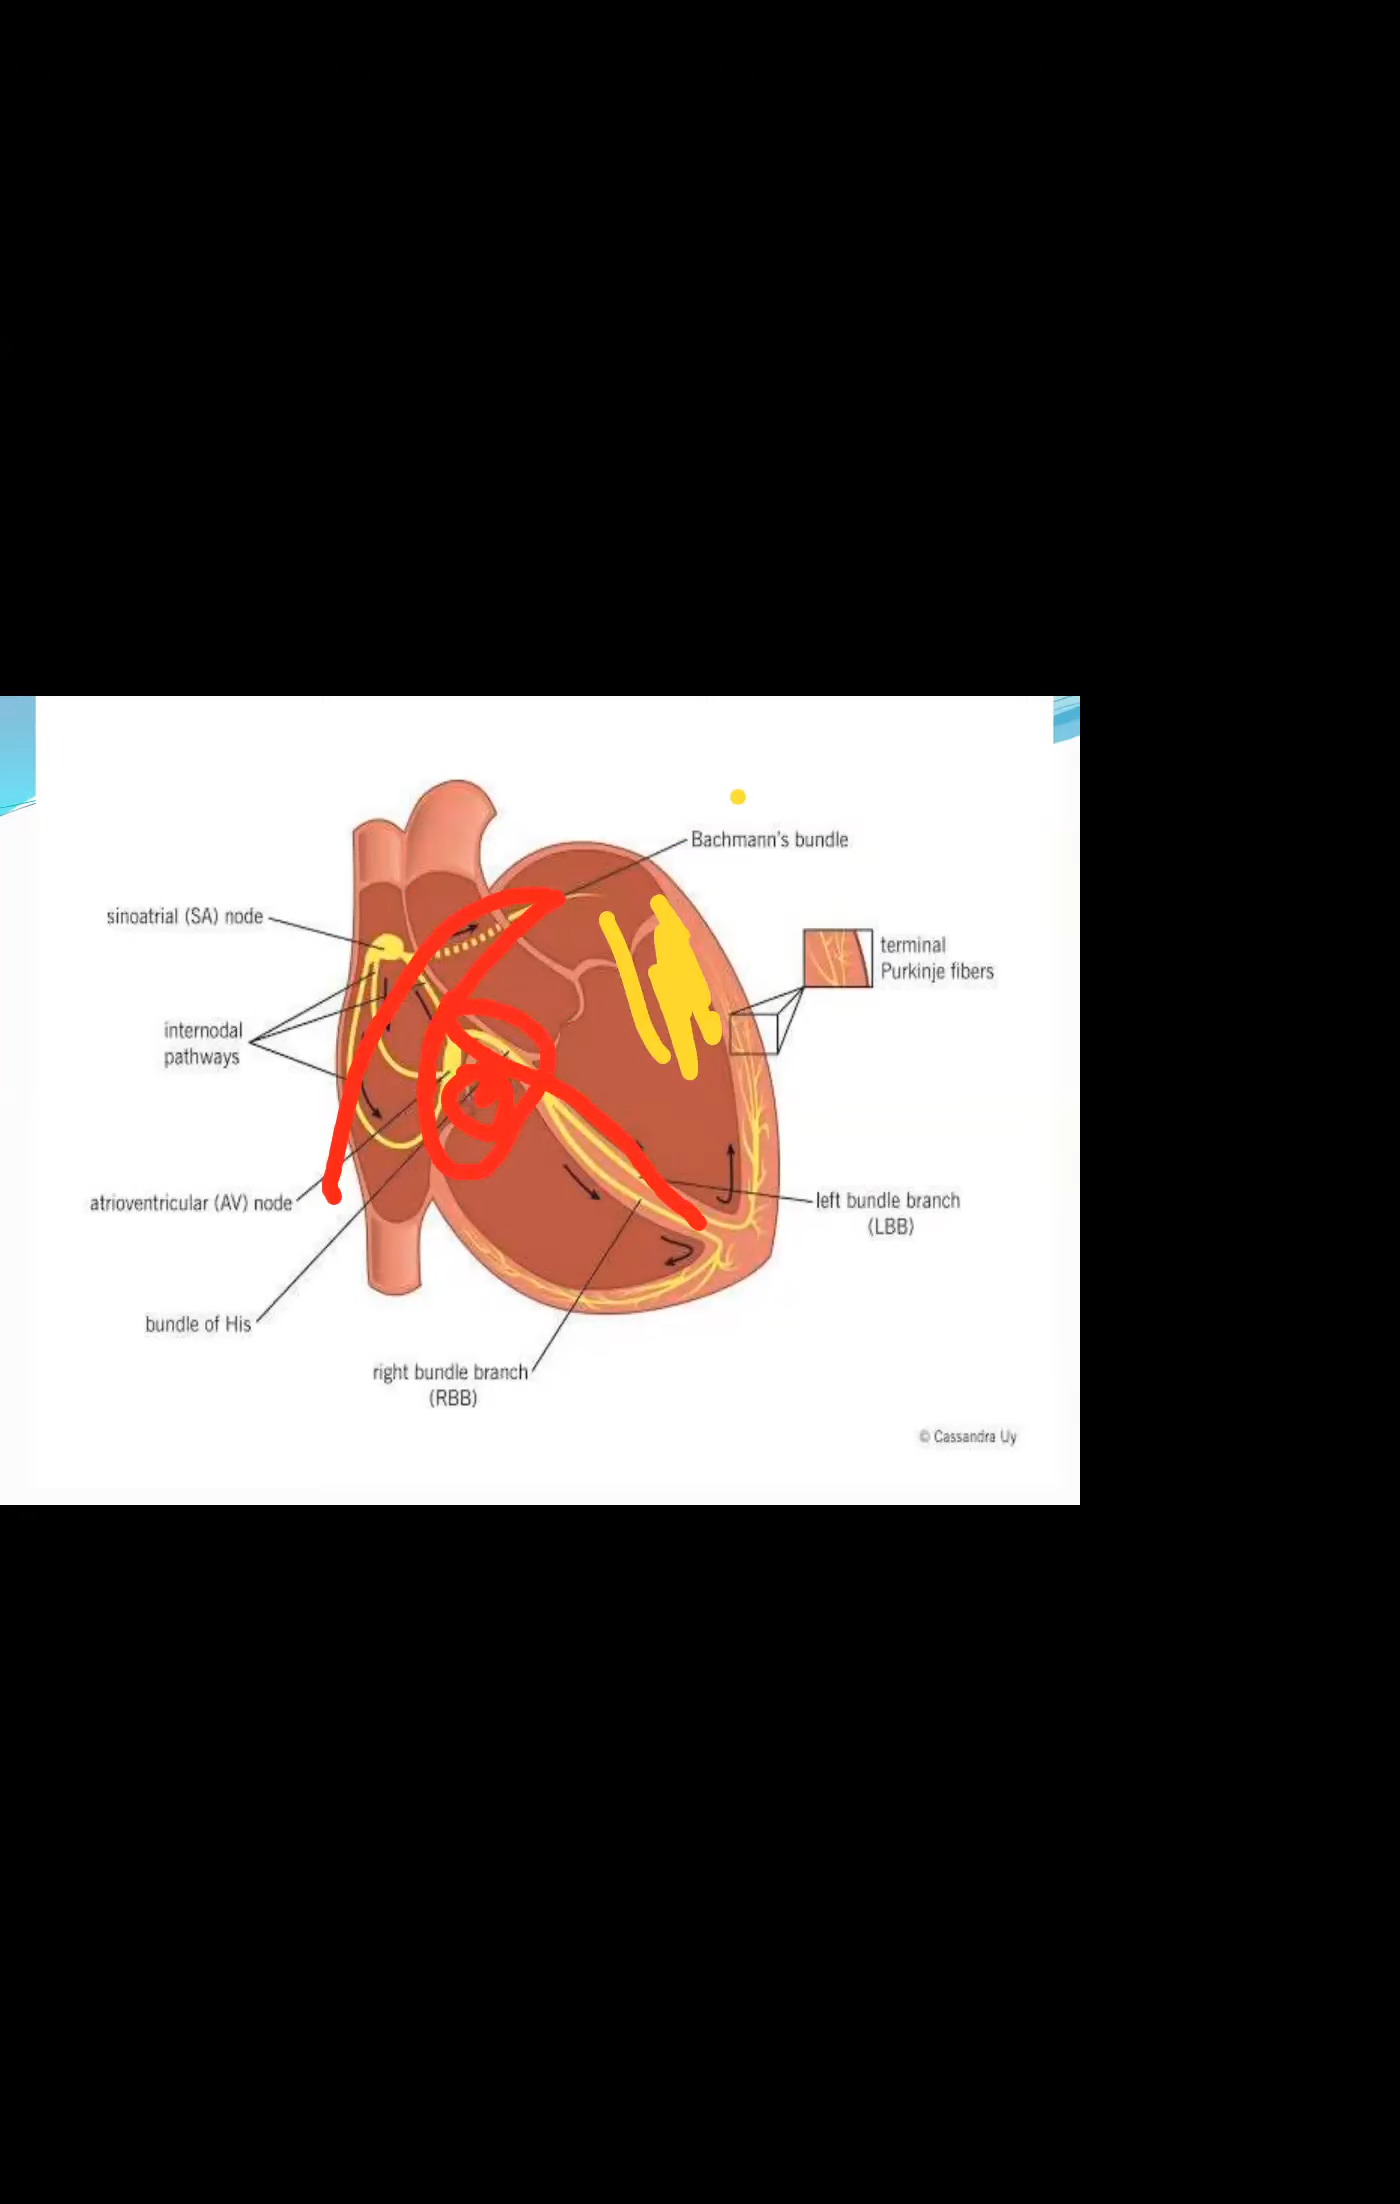 Bachmann's bundle
sinoatrial (SA) node
terminal
Purkinje fibers
internodal
pathways
atrioventricular (AV) node
left bundle branch
(LBB)
bundle of His
right bundle branch
(RBB)
© Cassandra Uy